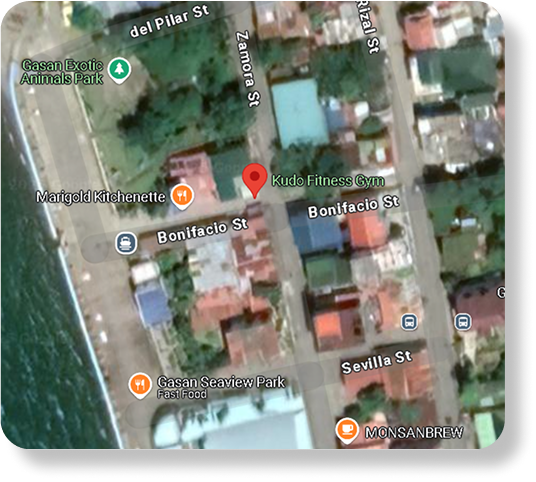 del Pilar St
Rizal St
Zamora St
Gasan Exotic
Animals Park
Kudo Fitness Gym
Marigold Kitchenette
Bonifacio St
Bonifacio St
G
Sevilla St
Gasan Seaview Park
Fast Food
MONSANBREW